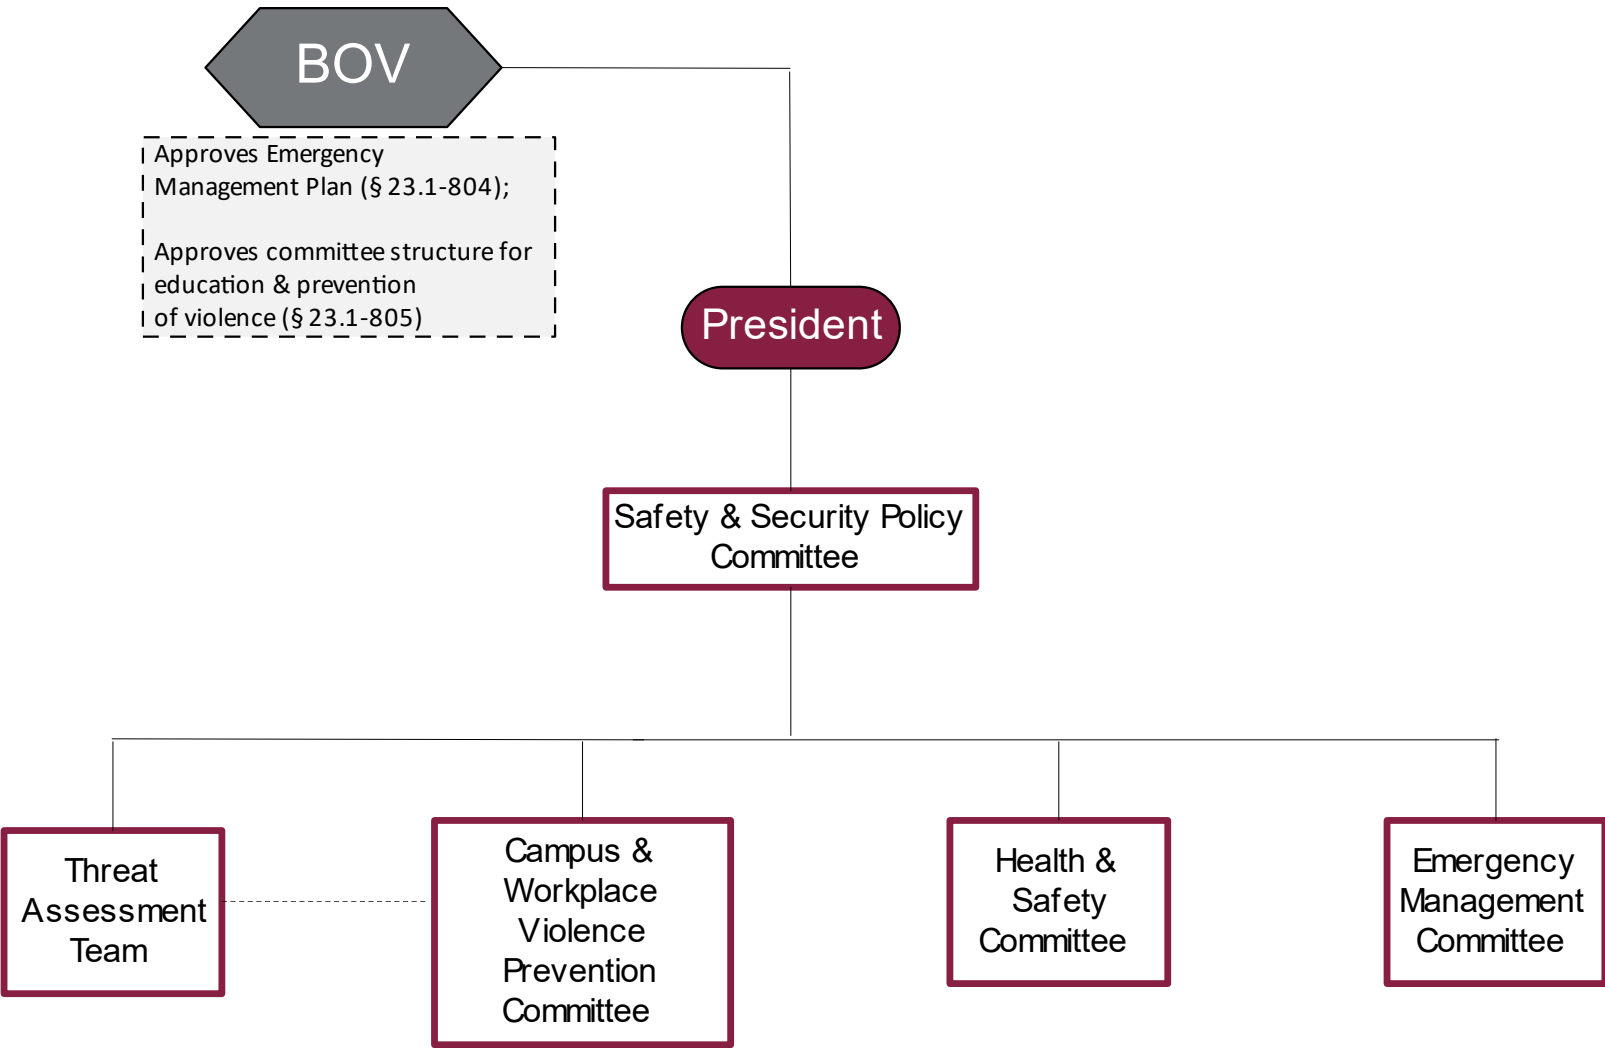 BOV
Approves Emergency
Management Plan (§ 23.1-804);
Approves committee structure for
education & prevention
of violence (§ 23.1-805)
President
Safety & Security Policy
Committee
Threat
Assessment
Team
Campus &
Workplace
Violence
Prevention
Committee
Health &
Safety
Committee
Emergency
Management
Committee